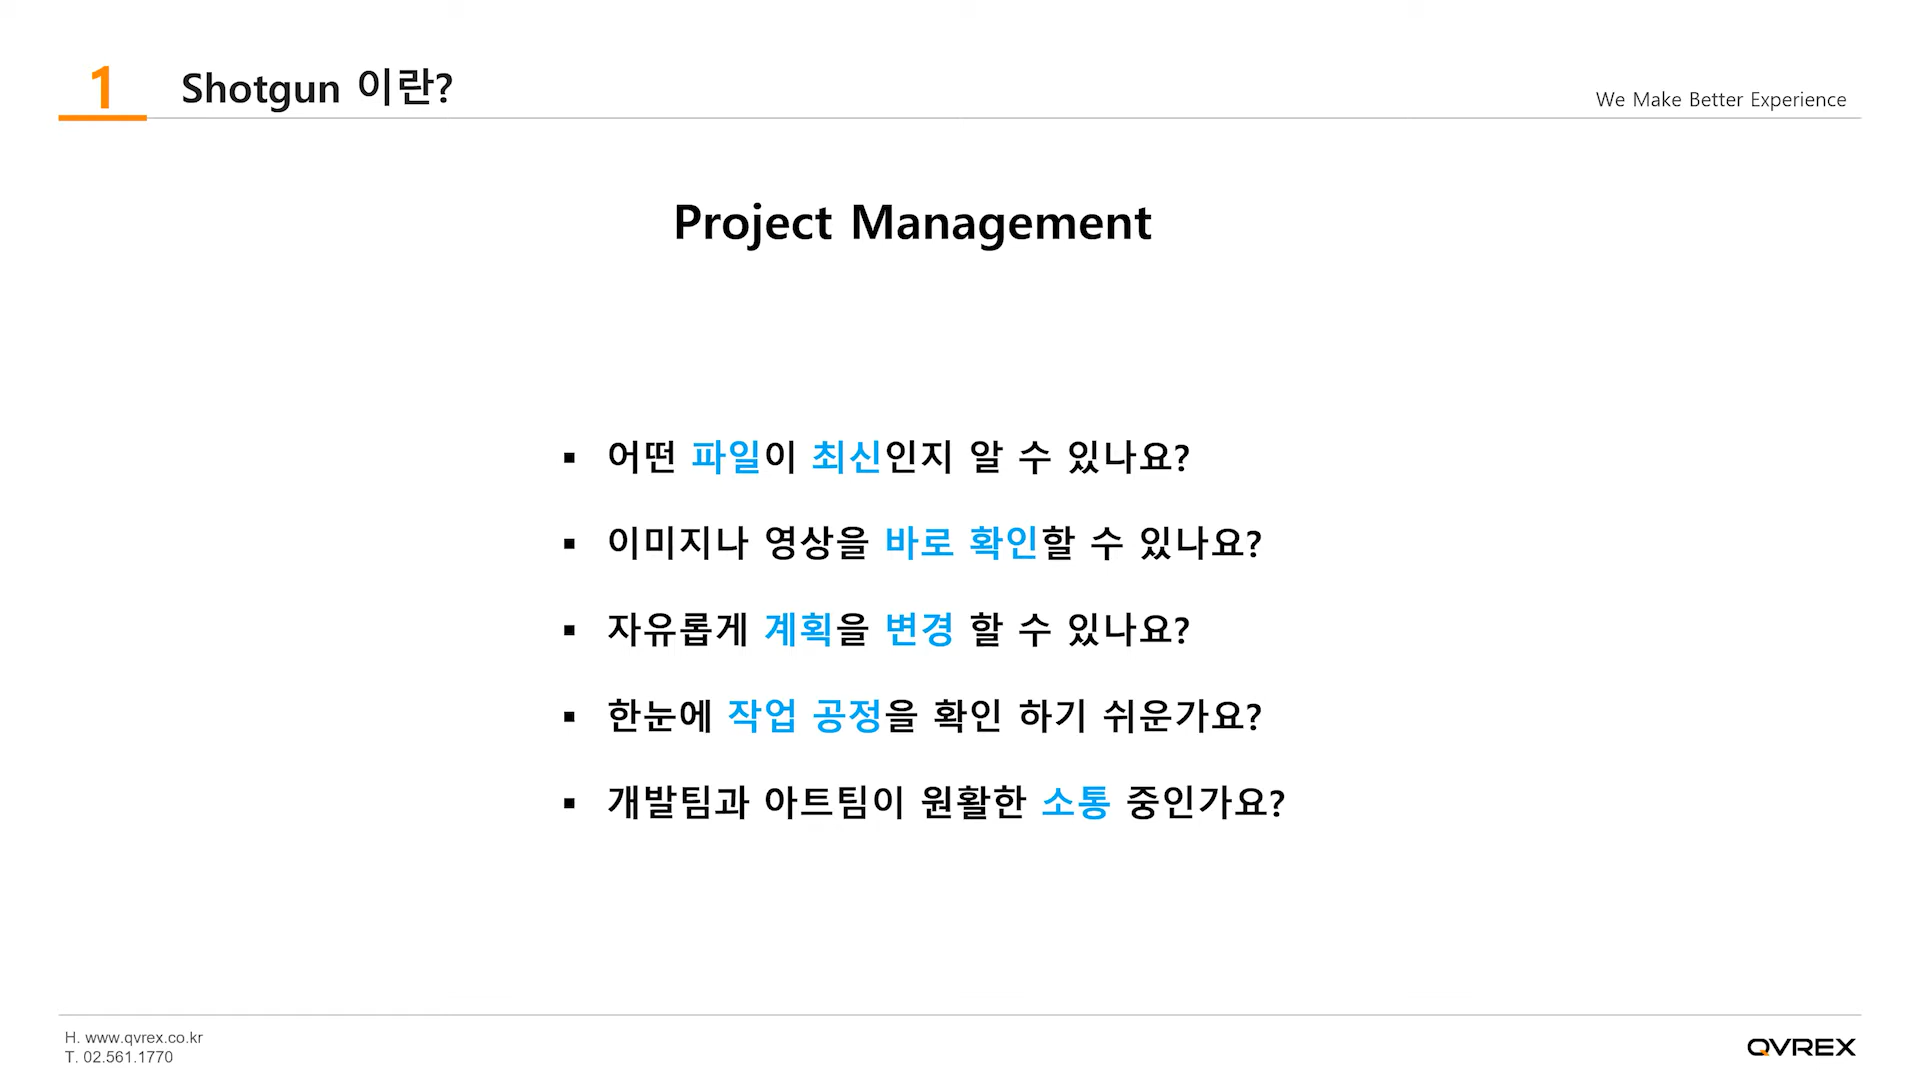 1
Shotgun 이란?
We Make Better Experience
Project Management
▪ 어떤 파일이 최신인지 알 수 있나요?
▪ 이미지나 영상을 바로 확인할 수 있나요?
▪ 자유롭게 계획을 변경 할 수 있나요?
▪ 한눈에 작업 공정을 확인 하기 쉬운가요?
▪ 개발팀과 아트팀이 원활한 소통 중인가요?
H. www.qvrex.co.kr
T. 02.561.1770
QVREX